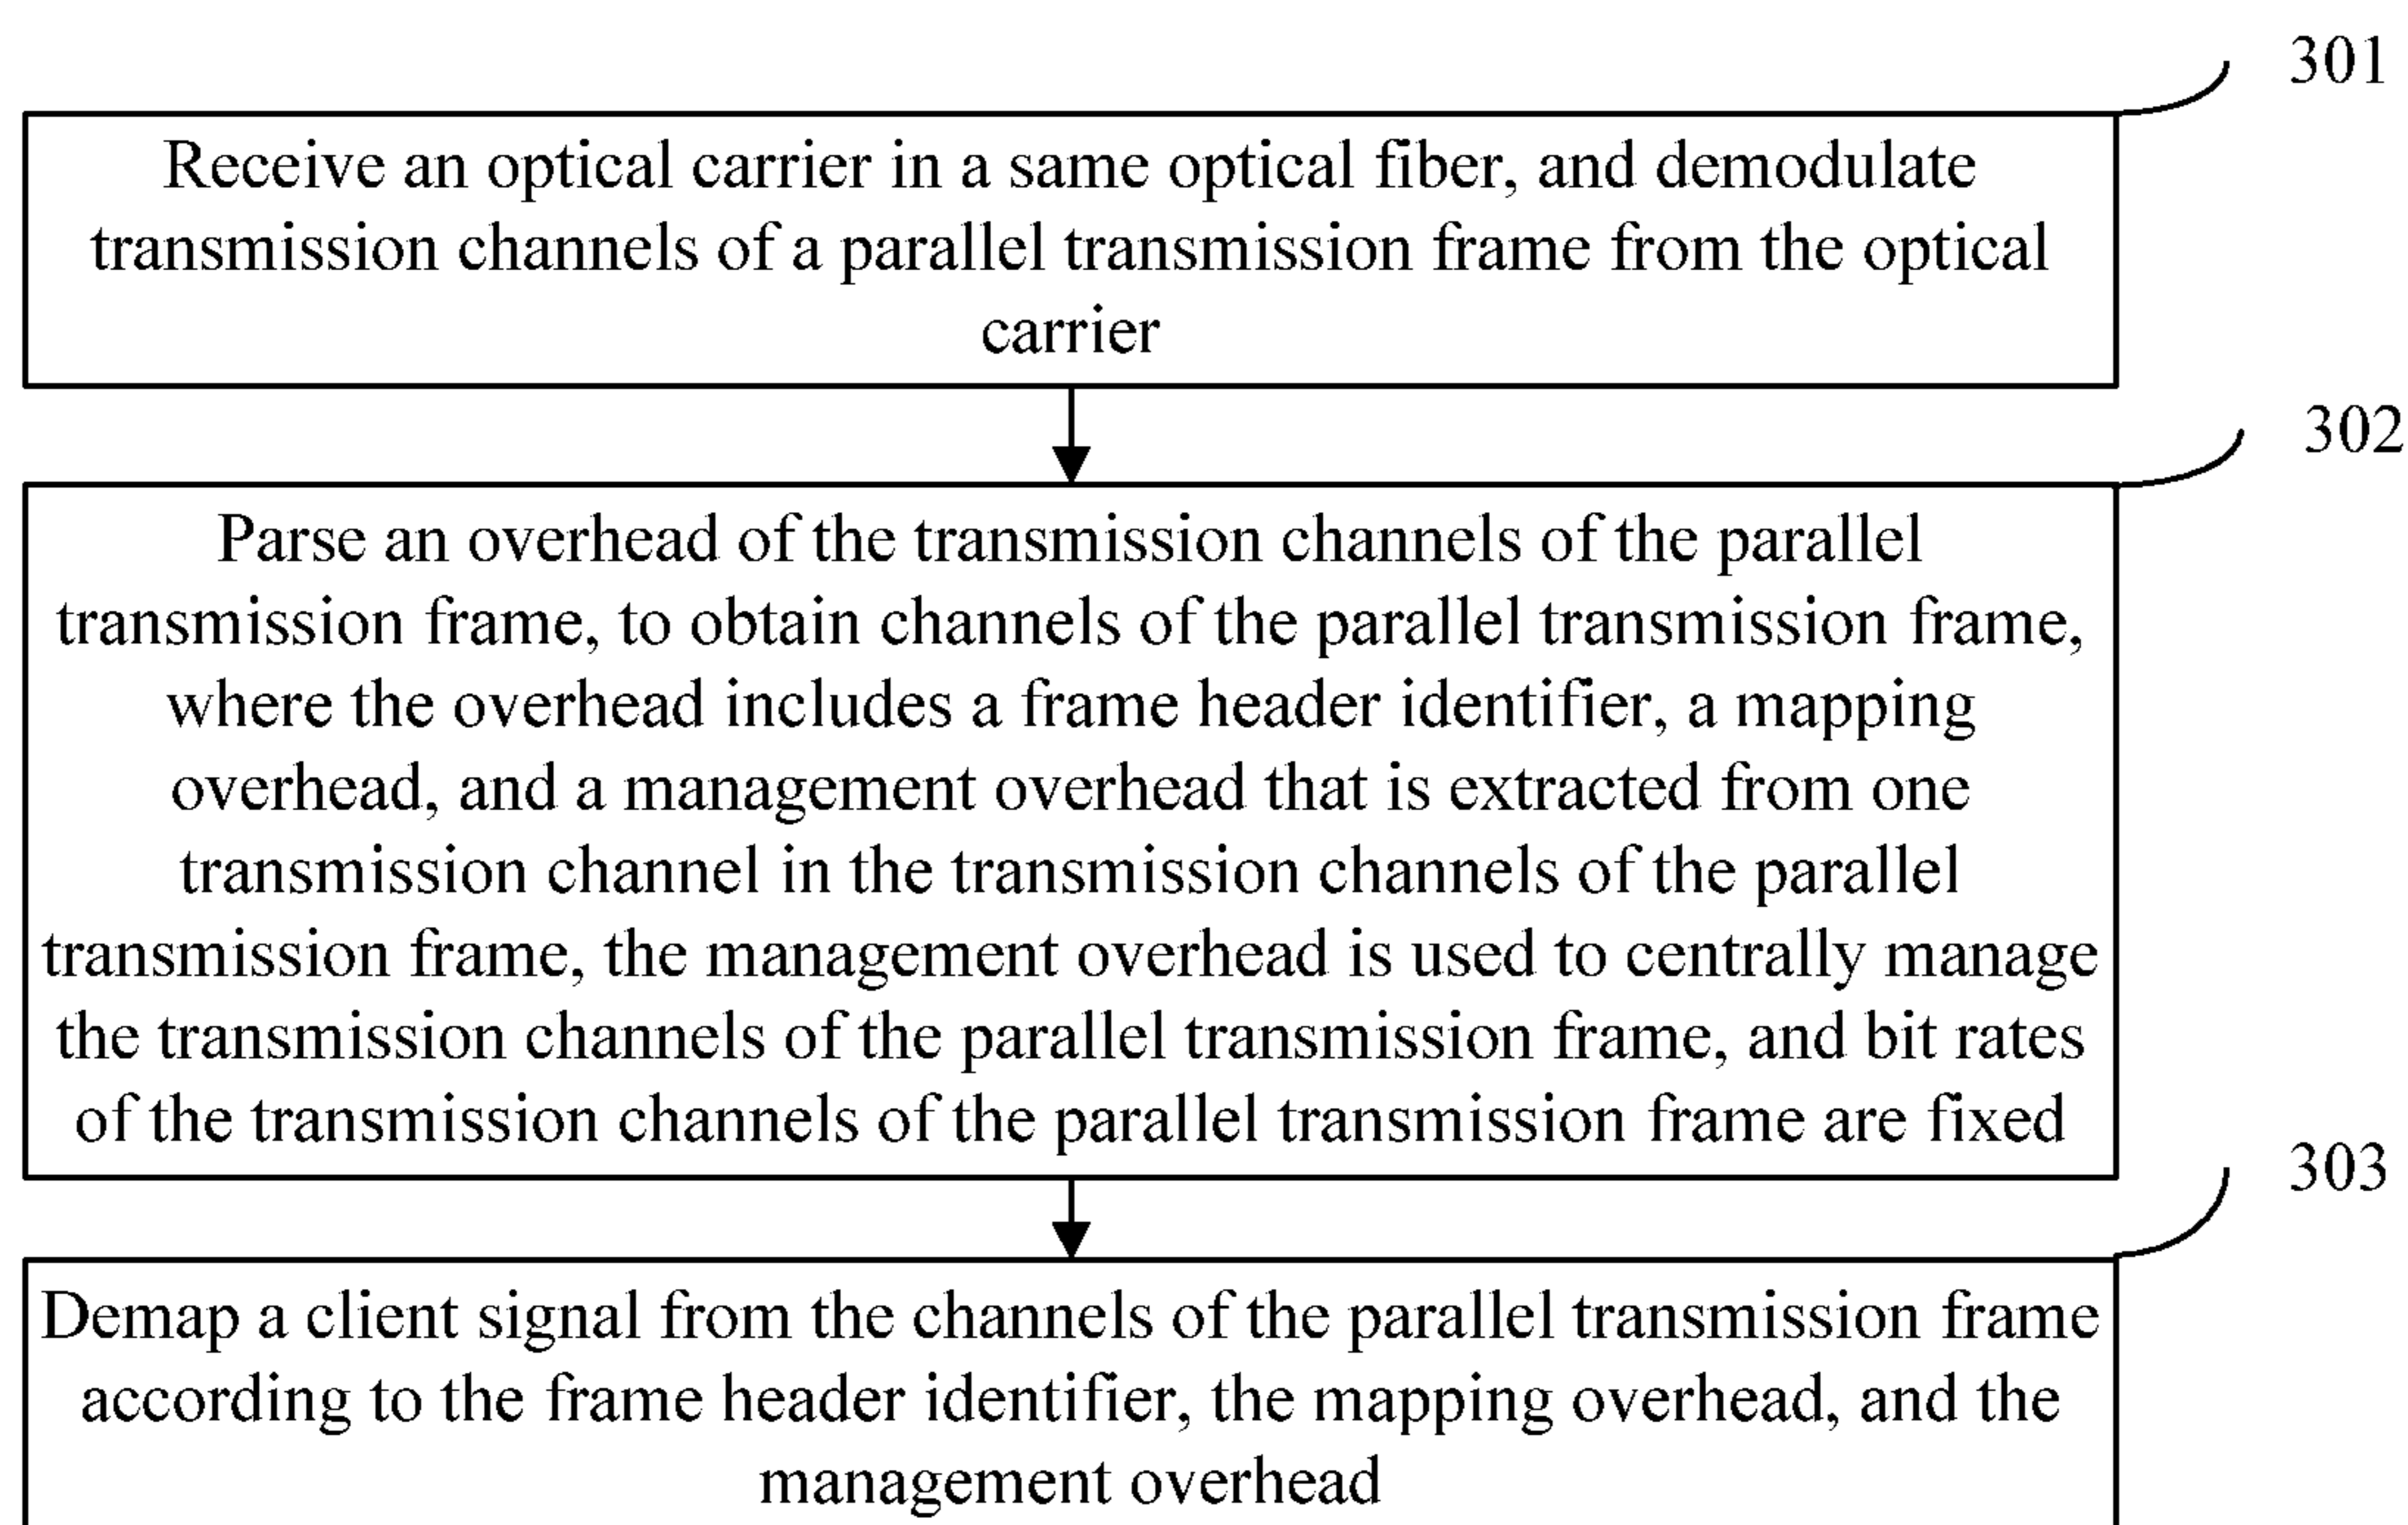 301
Receive an optical carrier in a same optical fiber, and demodulate
transmission channels of a parallel transmission frame from the optical
carrier
302
Parse an overhead of the transmission channels of the parallel
transmission frame, to obtain channels of the parallel transmission frame,
where the overhead includes a frame header identifier, a mapping
overhead, and a management overhead that is extracted from one
transmission channel in the transmission channels of the parallel
transmission frame, the management overhead is used to centrally manage
the transmission channels of the parallel transmission frame, and bit rates
of the transmission channels of the parallel transmission frame are fixed
303
Demap a client signal from the channels of the parallel transmission frame
according to the frame header identifier, the mapping overhead, and the
management overhead